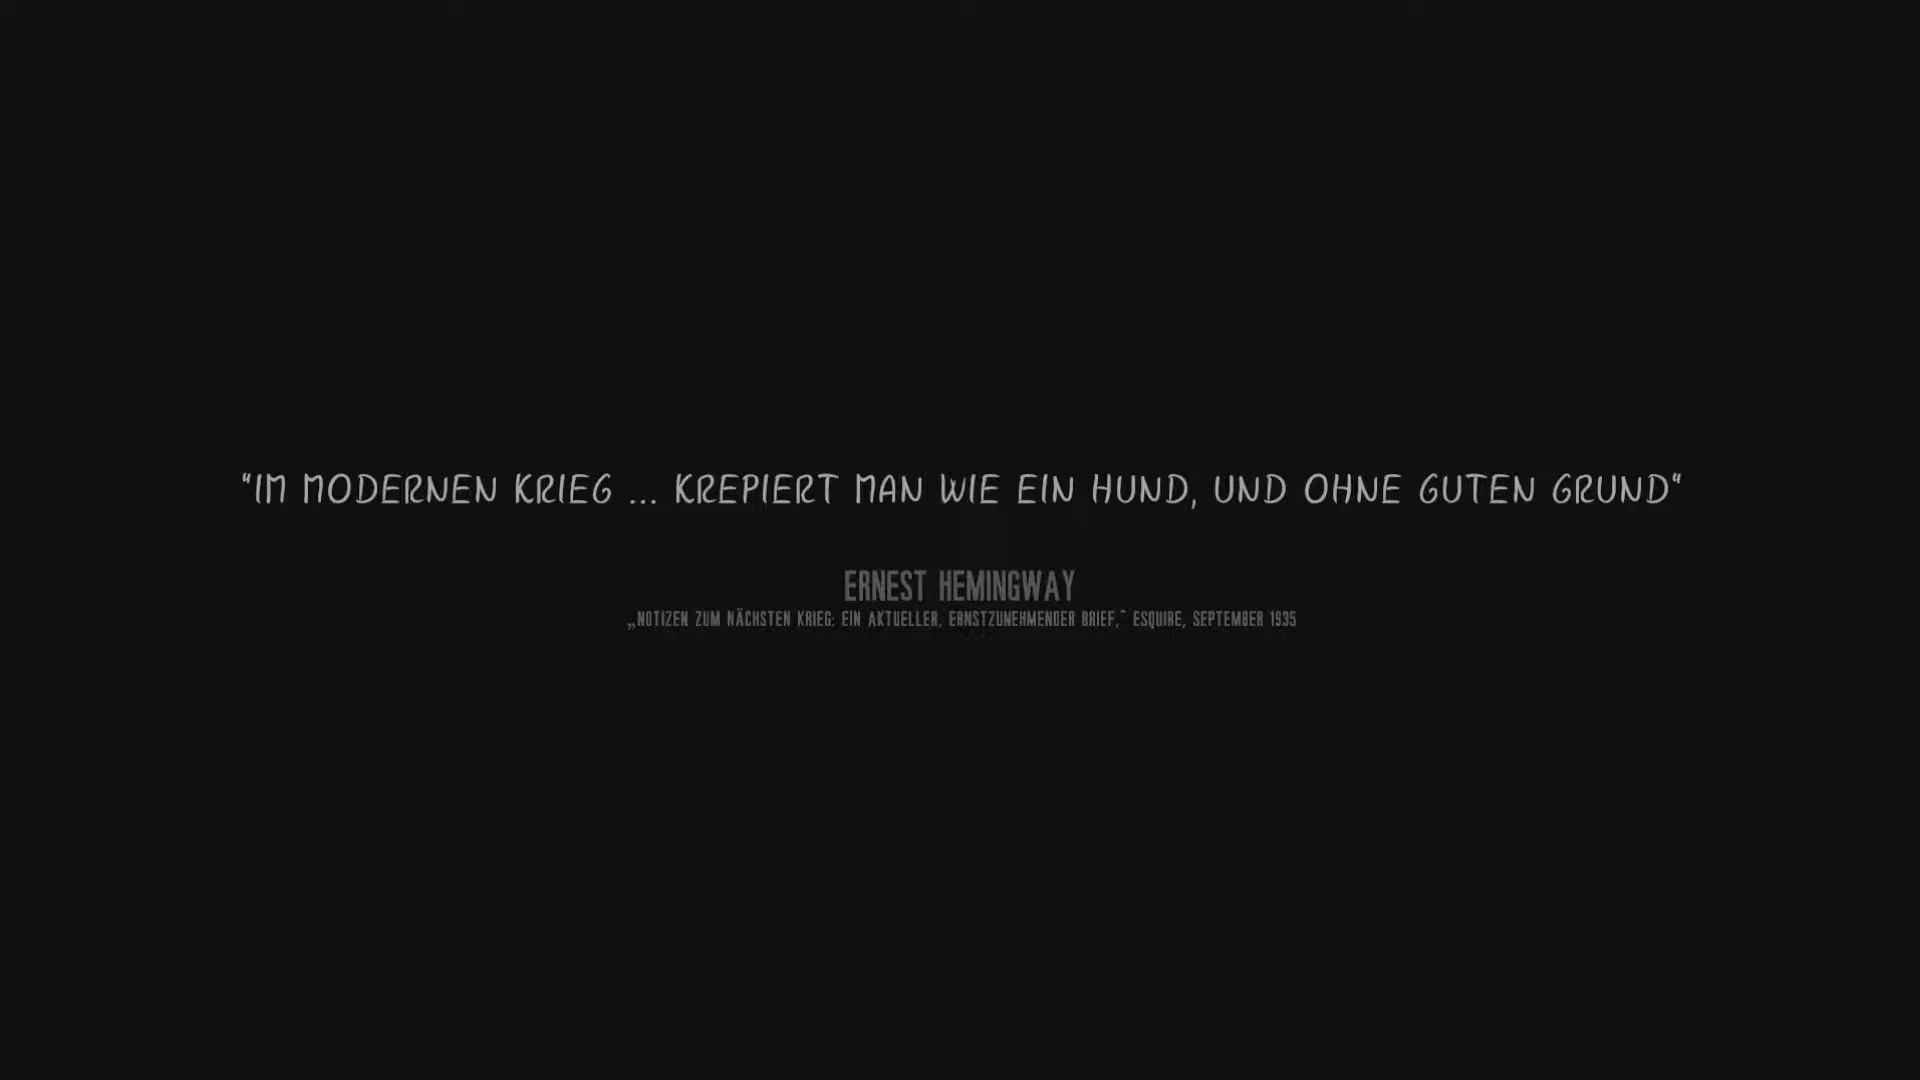 "IM MODERNEN KRIEG ... KREPIERT MAN WIE EIN HUND, UND OHNE GUTEN GRUND"
ERNEST HEMINGWAY
„NOTIZEN ZUM NÄCHSTEN KRIEG: EIN AKTUELLER, ERNSTZUNEHMENDER BRIEF," ESQUIRE, SEPTEMBER 1935